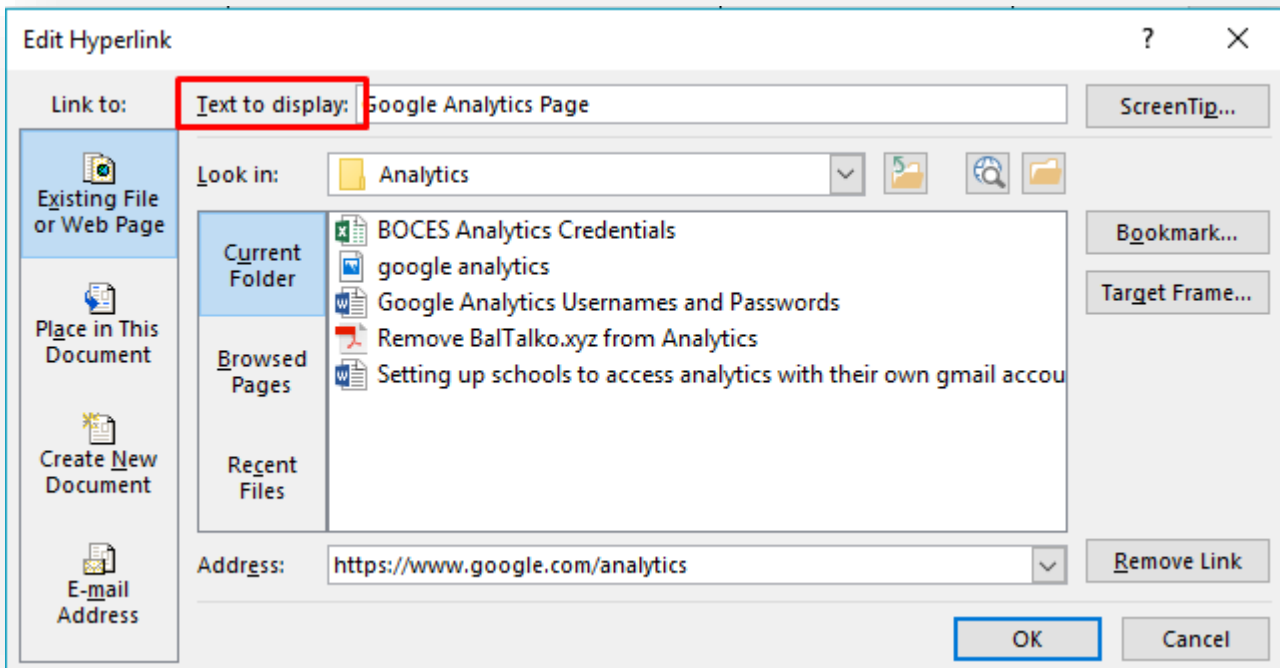 Edit Hyperlink
?
Link to:
Text to display:
Google Analytics Page
ScreenTip...
Existing File
or Web Page
Look in:
Analytics
Current
Folder
BOCES Analytics Credentials
google analytics
Google Analytics Usernames and Passwords
Remove BalTalko.xyz from Analytics
Setting up schools to access analytics with their own gmail accou
Bookmark...
Target Frame...
Place in This
Document
Browsed
Pages
Create New
Document
Recent
Files
E-mail
Address
Address:
https://www.google.com/analytics
Remove Link
OK
Cancel